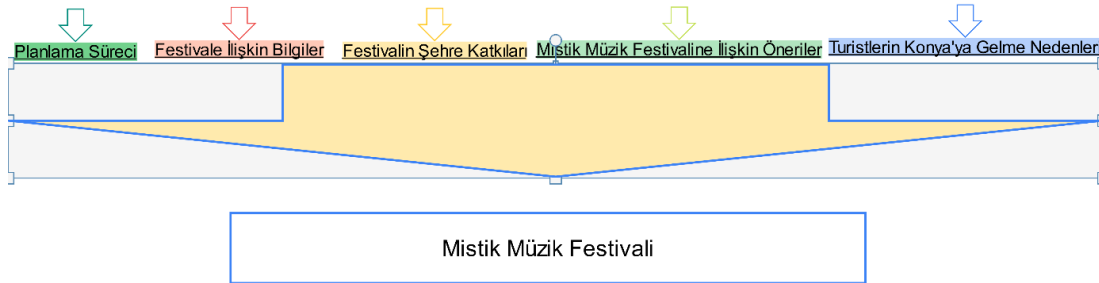 Planlama Süreci
Festivale İlişkin Bilgiler
Festivalin Şehre Katkıları
Mistik Müzik Festivaline İlişkin Öneriler
Turistlerin Konya'ya Gelme Nedenler
Mistik Müzik Festivali